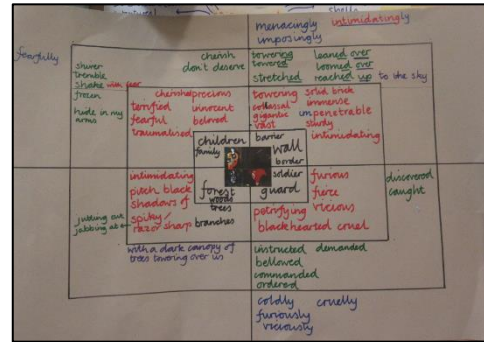 menacingly intimidatingly
imposingly
fearfully
shiver
tremble
shake with fear
frozen
hide in my
arms
cherish
don't deserve
towering leaned over
towered loomed over
stretched reached up to the sky
cherished precious
terrified innocent
fearful beloved
traumatised
towering solid brick
colossal immense
gigantic impenetrable
vast sturdy
intimidating
children
family
barrier
wall
border
intimidating
pitch black
shadows of
spiky/
razor sharp
forest
woods
trees
branches
soldier
guard
furious
fierce
vicious
petrifying
blackhearted cruel
discovered
caught
jutting out
jabbing at
with a dark canopy of
trees towering over us
instructed demanded
bellowed
commanded
ordered
coldly cruelly
furiously
viciously